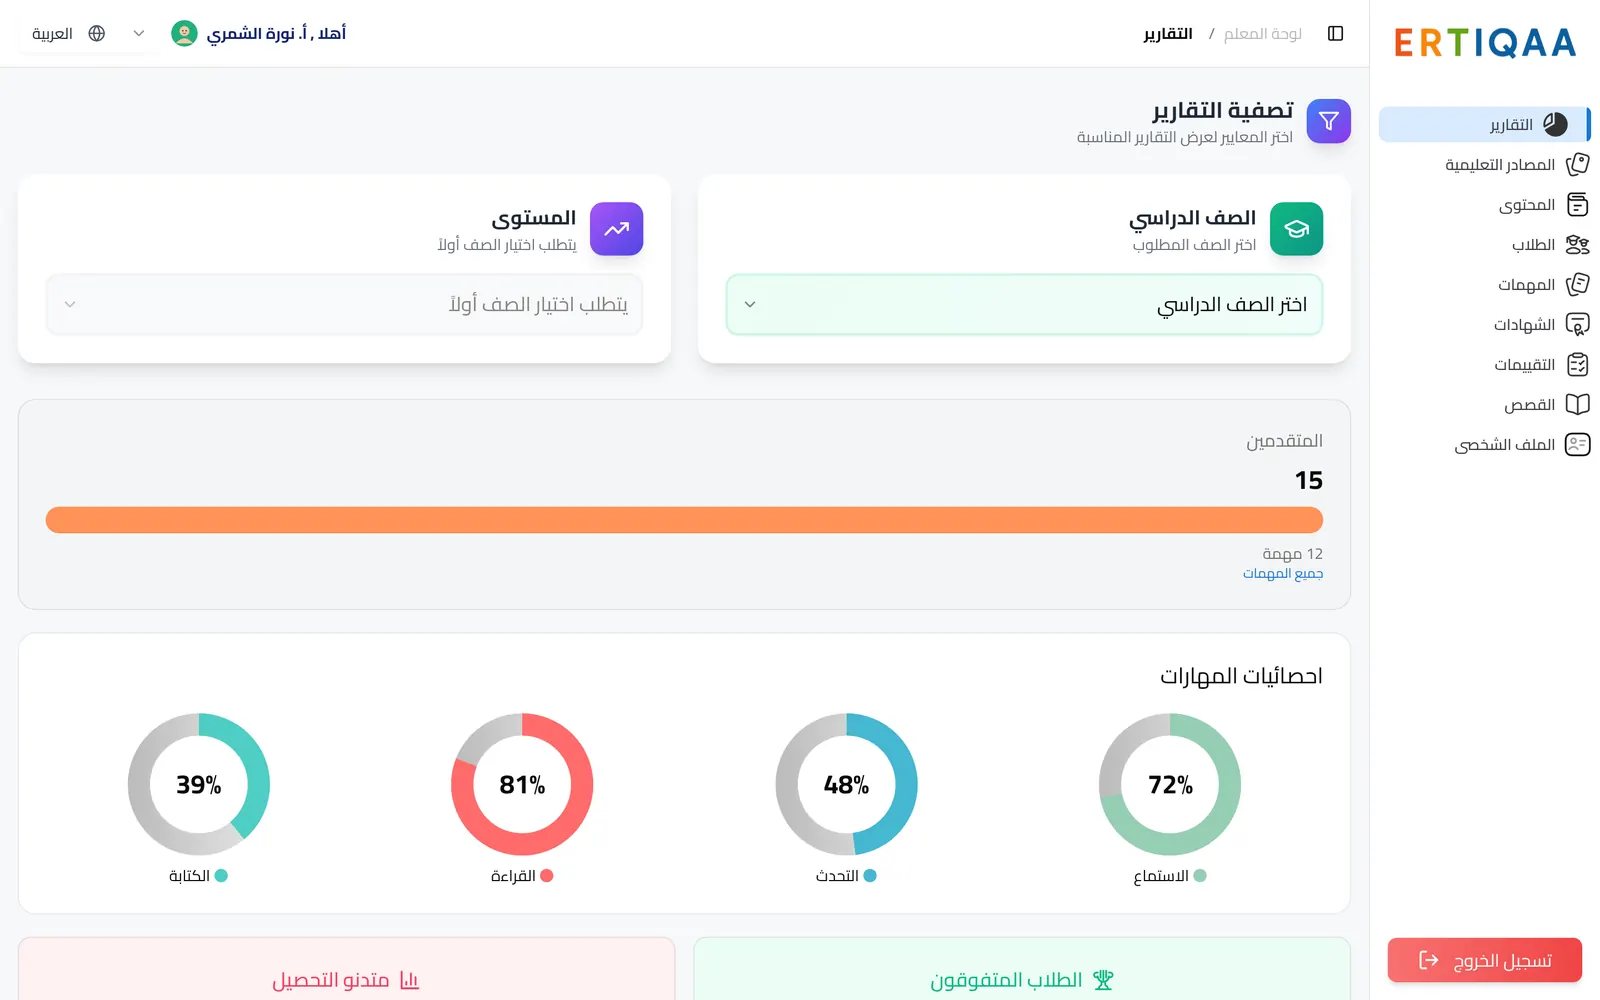 ERTIQAA
التقارير
المصادر التعليمية
المحتوى
الطلاب
المهمات
الشهادات
التقييمات
القصص
الملف الشخصي
تسجيل الخروج
لوحة المعلم / التقارير
أهلا , أ. نورة الشمري
العربية
تصفية التقارير
اختر المعايير لعرض التقارير المناسبة
الصف الدراسي
اختر الصف المطلوب
اختر الصف الدراسي
المستوى
يتطلب اختيار الصف أولاً
يتطلب اختيار الصف أولاً
المتقدمين
15
12 مهمة
جميع المهمات
احصائيات المهارات
72%
الاستماع
48%
التحدث
81%
القراءة
39%
الكتابة
الطلاب المتفوقون
متدنو التحصيل